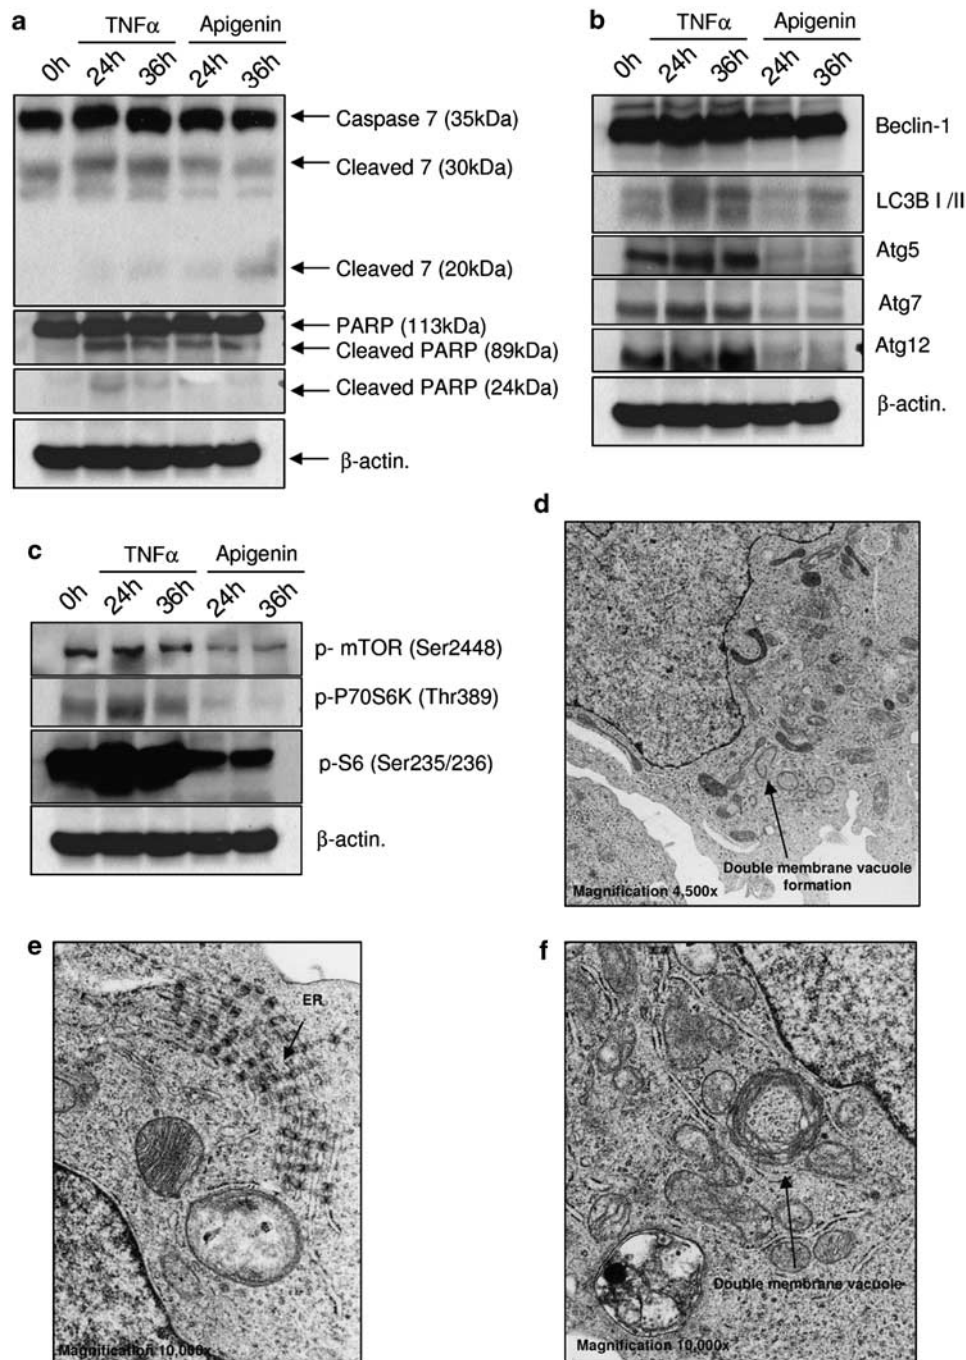 a
TNFα Apigenin
0h 24h 36h 24h 36h
Caspase 7 (35kDa)
Cleaved 7 (30kDa)
Cleaved 7 (20kDa)
PARP (113kDa)
Cleaved PARP (89kDa)
Cleaved PARP (24kDa)
β-actin.
b
TNFα Apigenin
0h 24h 36h 24h 36h
Beclin-1
LC3B I /II
Atg5
Atg7
Atg12
β-actin.
c
TNFα Apigenin
0h 24h 36h 24h 36h
p- mTOR (Ser2448)
p-P70S6K (Thr389)
p-S6 (Ser235/236)
β-actin.
d
Double membrane vacuole
formation
Magnification 4,500x
e
ER
Magnification 10,000x
f
Double membrane vacuole
Magnification 10,000x